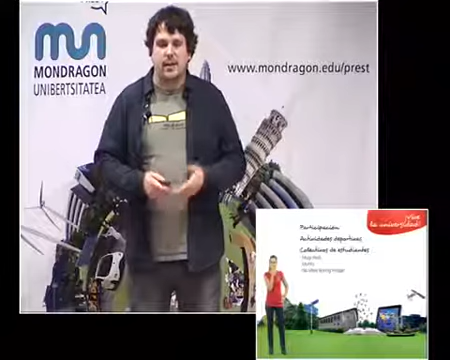 MONDRAGON
UNIBERTSITATEA
www.mondragon.edu/prest
¡Vive
la universidad!
Participación
Actividades deportivas
Colectivos de estudiantes